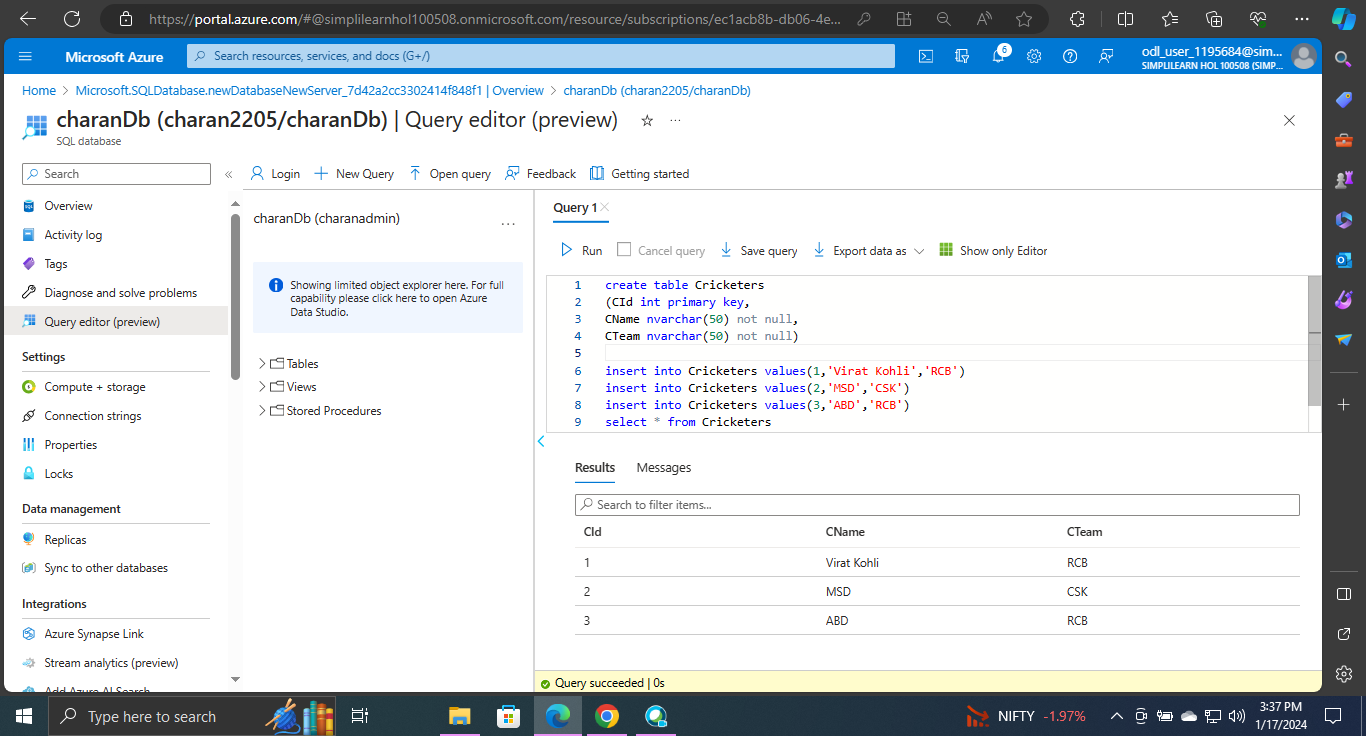 https://portal.azure.com/#@simplilearnhol100508.onmicrosoft.com/resource/subscriptions/ec1acb8b-db06-4e...
Microsoft Azure
Search resources, services, and docs (G+/)
6
odl_user_1195684@sim...
SIMPLILEARN HOL 100508 (SIMP...
Home > Microsoft.SQLDatabase.newDatabaseNewServer_7d42a2cc3302414f848f1 | Overview > charanDb (charan2205/charanDb)
charanDb (charan2205/charanDb) | Query editor (preview)
SQL database
Search
Overview
Activity log
Tags
Diagnose and solve problems
Query editor (preview)
Settings
Compute + storage
Connection strings
Properties
Locks
Data management
Replicas
Sync to other databases
Integrations
Azure Synapse Link
Stream analytics (preview)
Add Azure AI Search
Login
New Query
Open query
Feedback
Getting started
charanDb (charanadmin)
Showing limited object explorer here. For full
capability please click here to open Azure
Data Studio.
Tables
Views
Stored Procedures
Query 1
Run
Cancel query
Save query
Export data as
Show only Editor
1 create table Cricketers
2 (CId int primary key,
3 CName nvarchar(50) not null,
4 CTeam nvarchar(50) not null)
5
6 insert into Cricketers values(1,'Virat Kohli','RCB')
7 insert into Cricketers values(2,'MSD','CSK')
8 insert into Cricketers values(3,'ABD','RCB')
9 select * from Cricketers
Results Messages
Search to filter items...
CId CName CTeam
1 Virat Kohli RCB
2 MSD CSK
3 ABD RCB
Query succeeded | 0s
Type here to search
NIFTY -1.97%
3:37 PM
1/17/2024